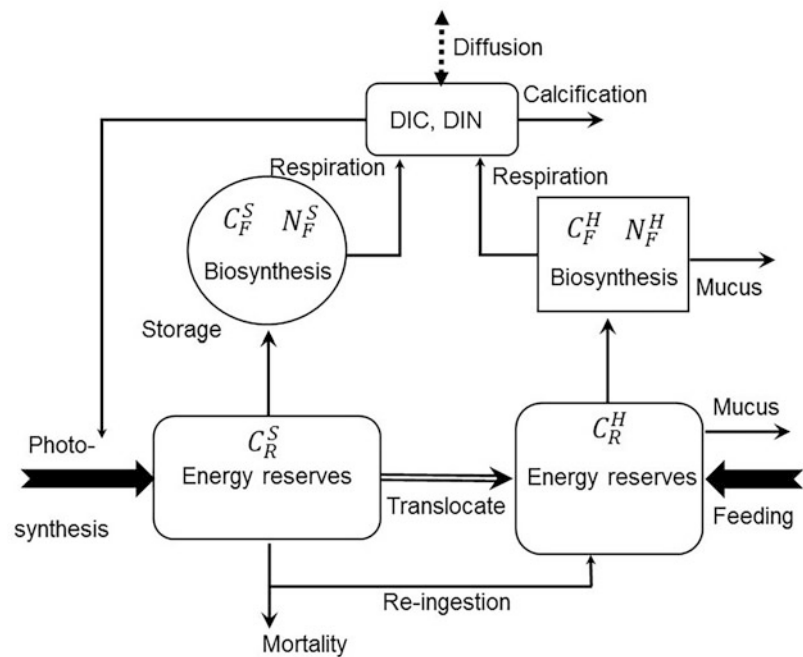 Diffusion
DIC, DIN
Calcification
Respiration
Respiration
$C_F^S$ $N_F^S$
Biosynthesis
$C_F^H$ $N_F^H$
Biosynthesis
Mucus
Storage
Photo-
synthesis
$C_R^S$
Energy reserves
Translocate
$C_R^H$
Energy reserves
Mucus
Feeding
Re-ingestion
Mortality